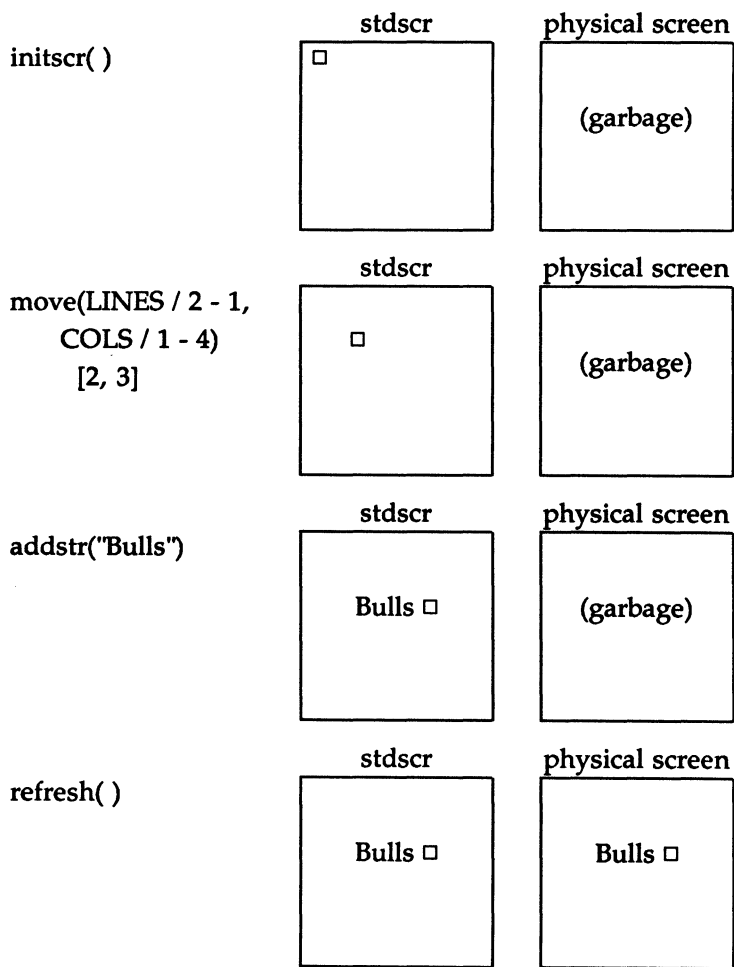 stdscr physical screen
initscr( )
(garbage)
stdscr physical screen
move(LINES / 2 - 1,
COLS / 1 - 4)
[2, 3]
(garbage)
stdscr physical screen
addstr("Bulls")
Bulls □ (garbage)
stdscr physical screen
refresh( )
Bulls □ Bulls □